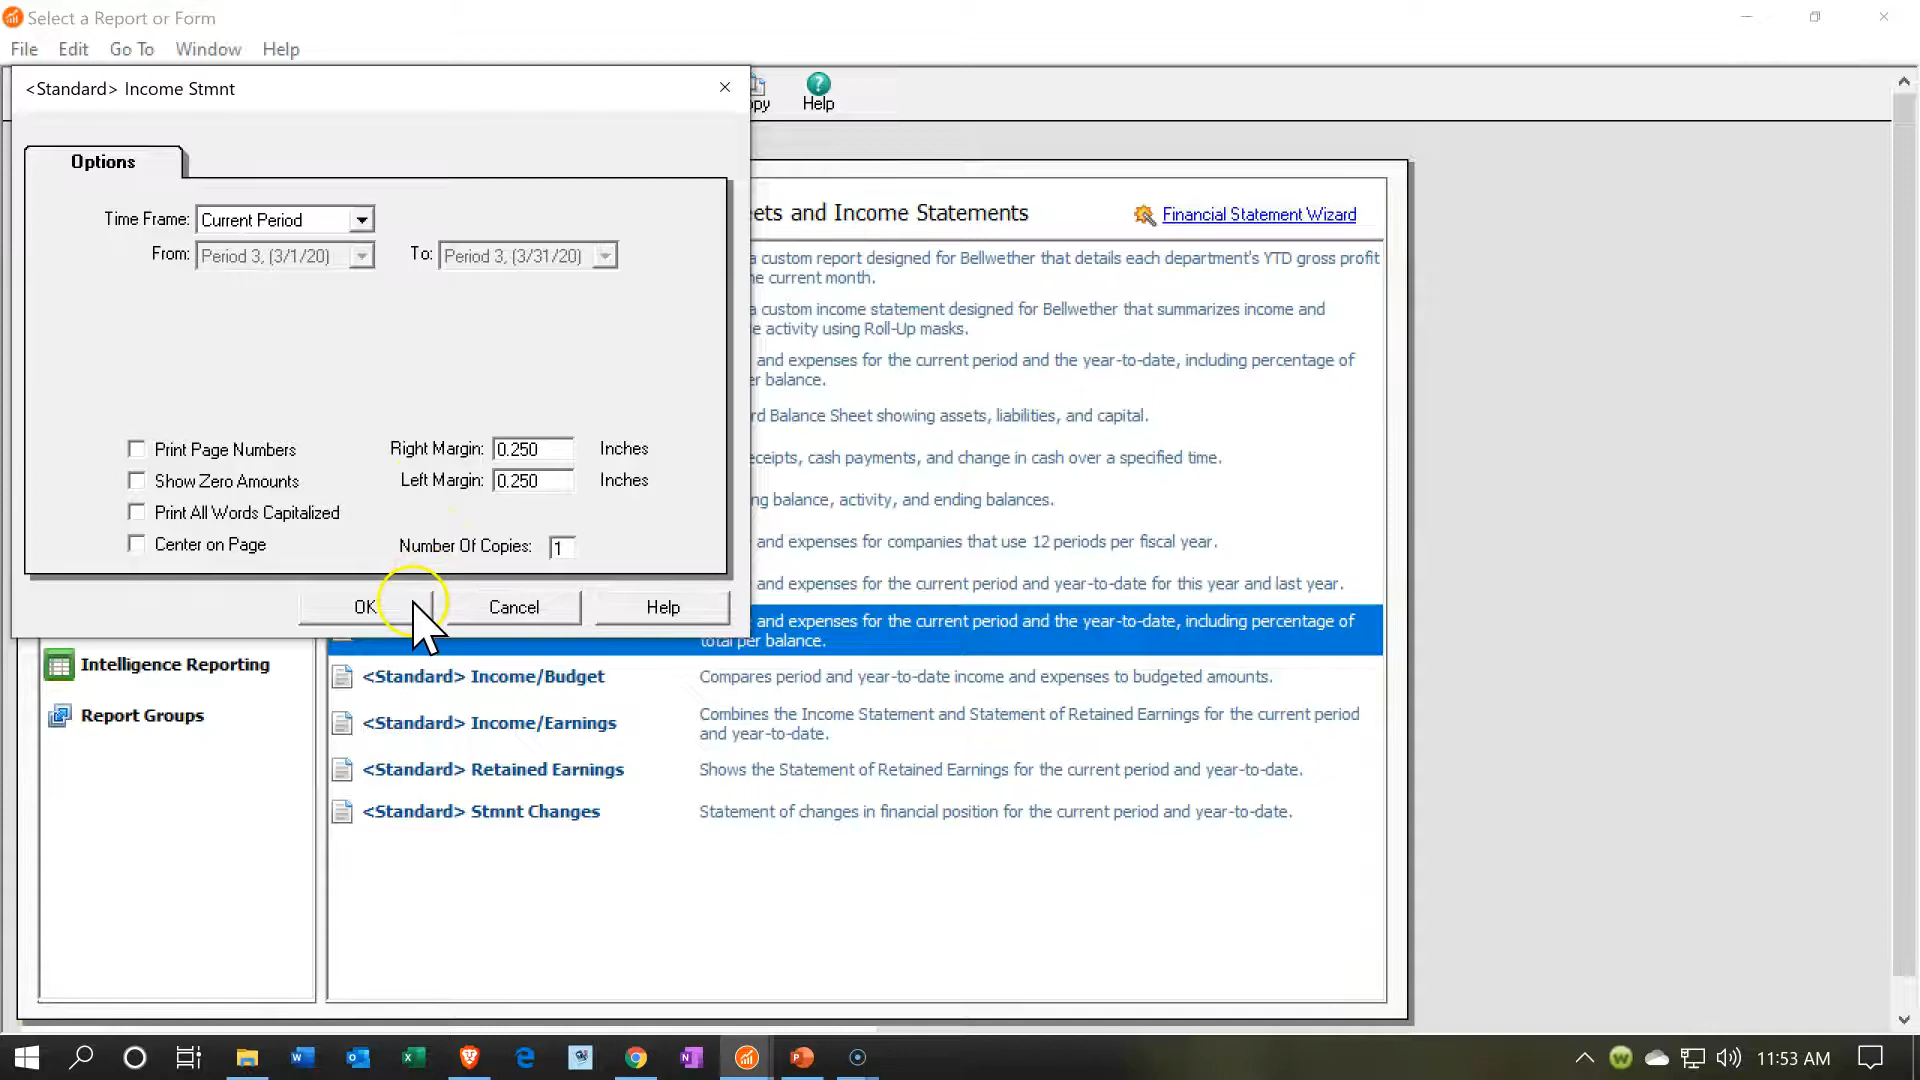 Select a Report or Form
File Edit Go To Window Help
<Standard> Income Stmnt
Help
Options
Time Frame: Current Period
From: Period 3, (3/1/20) To: Period 3, (3/31/20)
Print Page Numbers
Show Zero Amounts
Print All Words Capitalized
Center on Page
Right Margin: 0.250 Inches
Left Margin: 0.250 Inches
Number Of Copies: 1
OK Cancel Help
and Income Statements
Financial Statement Wizard
a custom report designed for Bellwether that details each department's YTD gross profit
current month.
a custom income statement designed for Bellwether that summarizes income and
activity using Roll-Up masks.
and expenses for the current period and the year-to-date, including percentage of
balance.
Balance Sheet showing assets, liabilities, and capital.
cash payments, and change in cash over a specified time.
balance, activity, and ending balances.
and expenses for companies that use 12 periods per fiscal year.
and expenses for the current period and year-to-date for this year and last year.
and expenses for the current period and the year-to-date, including percentage of
total per balance.
Intelligence Reporting
Report Groups
<Standard> Income/Budget Compares period and year-to-date income and expenses to budgeted amounts.
<Standard> Income/Earnings Combines the Income Statement and Statement of Retained Earnings for the current period
and year-to-date.
<Standard> Retained Earnings Shows the Statement of Retained Earnings for the current period and year-to-date.
<Standard> Stmnt Changes Statement of changes in financial position for the current period and year-to-date.
11:53 AM